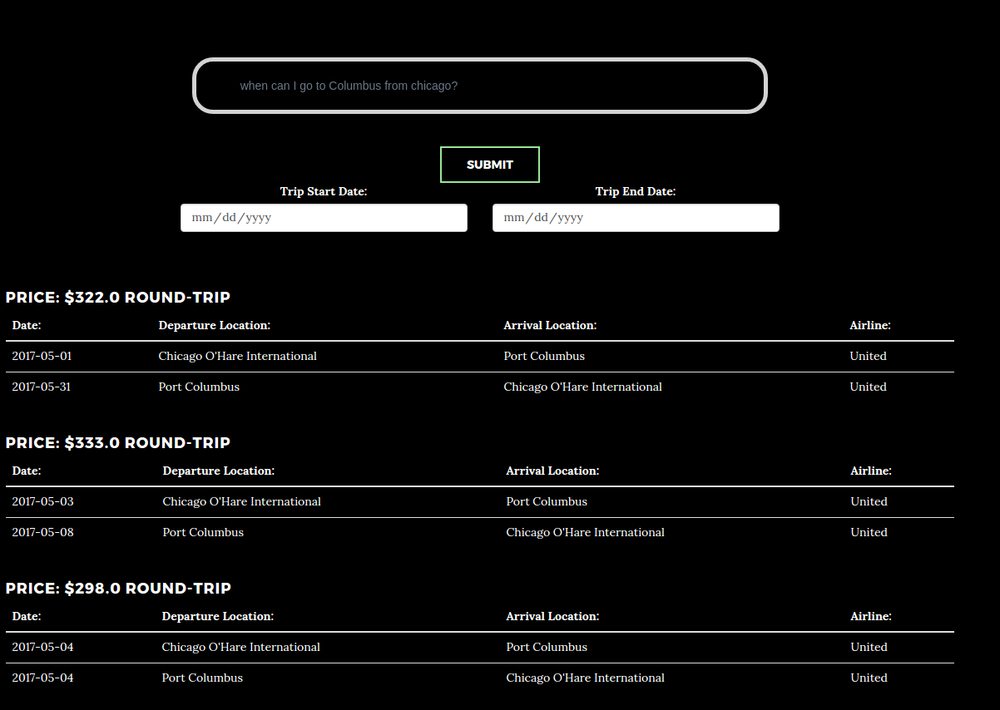 when can I go to Columbus from chicago?
SUBMIT
Trip Start Date: Trip End Date:
mm/dd/yyyy mm/dd/yyyy
PRICE: $322.0 ROUND-TRIP
Date: Departure Location: Arrival Location: Airline:
2017-05-01 Chicago O'Hare International Port Columbus United
2017-05-31 Port Columbus Chicago O'Hare International United
PRICE: $333.0 ROUND-TRIP
Date: Departure Location: Arrival Location: Airline:
2017-05-03 Chicago O'Hare International Port Columbus United
2017-05-08 Port Columbus Chicago O'Hare International United
PRICE: $298.0 ROUND-TRIP
Date: Departure Location: Arrival Location: Airline:
2017-05-04 Chicago O'Hare International Port Columbus United
2017-05-04 Port Columbus Chicago O'Hare International United